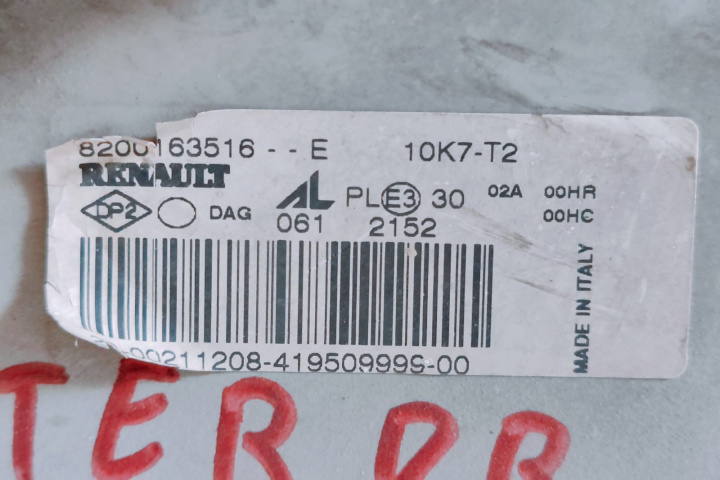 8200163516 - - E 10K7-T2
RENAULT
DP2 DAG AL PL E3 30 02A 00HR
061 2152 00HC
MADE IN ITALY
00211208-419509999-00
TER DR